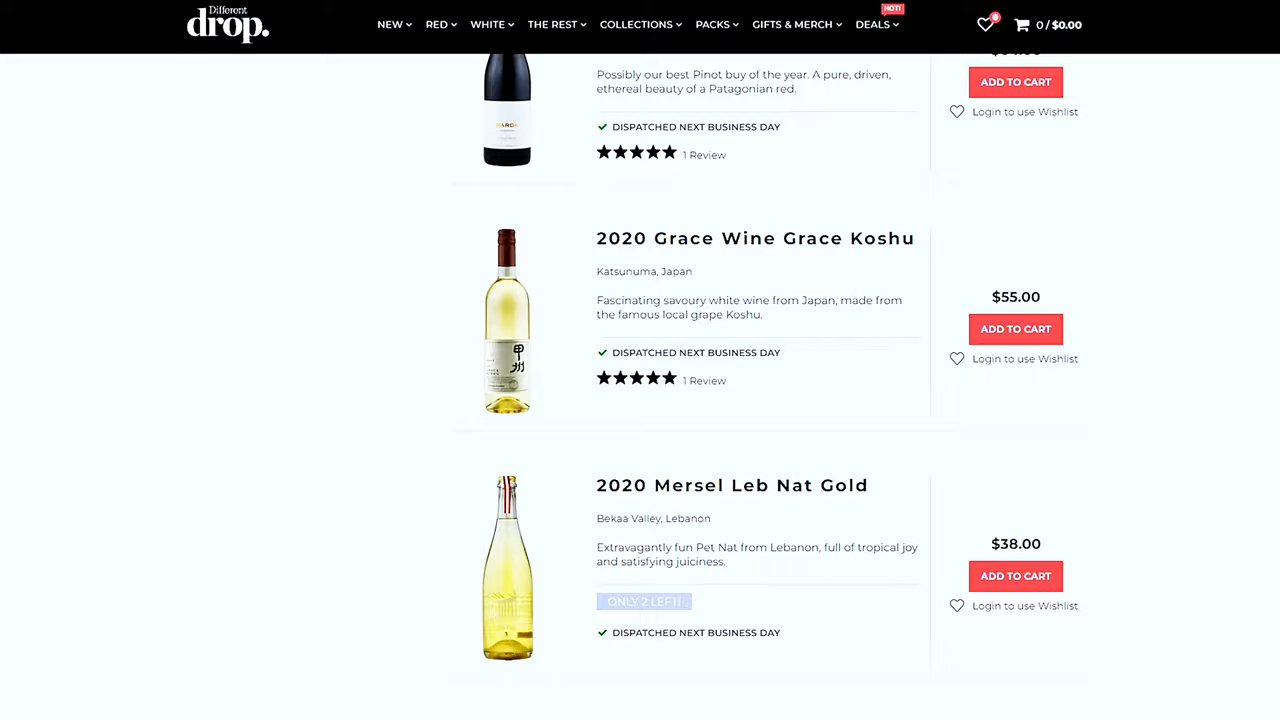 Different
drop.
NEW
RED
WHITE
THE REST
COLLECTIONS
PACKS
GIFTS & MERCH
HOT!
DEALS
0
0 / $0.00
Possibly our best Pinot buy of the year. A pure, driven,
ethereal beauty of a Patagonian red.
ADD TO CART
Login to use Wishlist
DISPATCHED NEXT BUSINESS DAY
1 Review
BARDA
2020 Grace Wine Grace Koshu
Katsunuma, Japan
Fascinating savoury white wine from Japan, made from
the famous local grape Koshu.
$55.00
ADD TO CART
Login to use Wishlist
DISPATCHED NEXT BUSINESS DAY
1 Review
甲州
2020 Mersel Leb Nat Gold
Bekaa Valley, Lebanon
Extravagantly fun Pet Nat from Lebanon, full of tropical joy
and satisfying juiciness.
$38.00
ADD TO CART
Login to use Wishlist
ONLY 2 LEFT!
DISPATCHED NEXT BUSINESS DAY